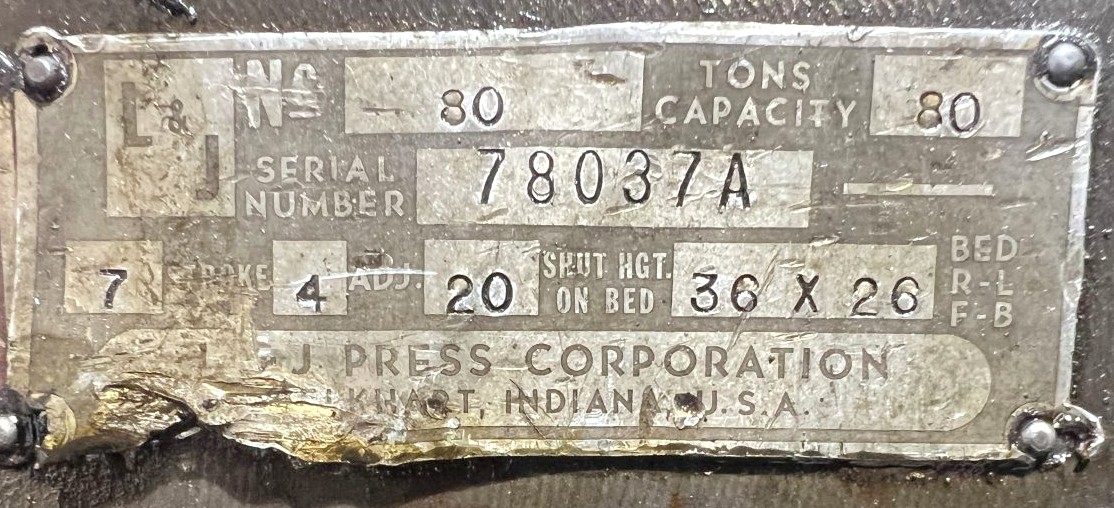 L & J No 80 TONS CAPACITY 80
SERIAL NUMBER 78037A
7 STROKE 4 ADJ. 20 SHUT HGT. ON BED 36 X 26 BED R-L F-B
J PRESS CORPORATION
ELKHART, INDIANA, U.S.A.